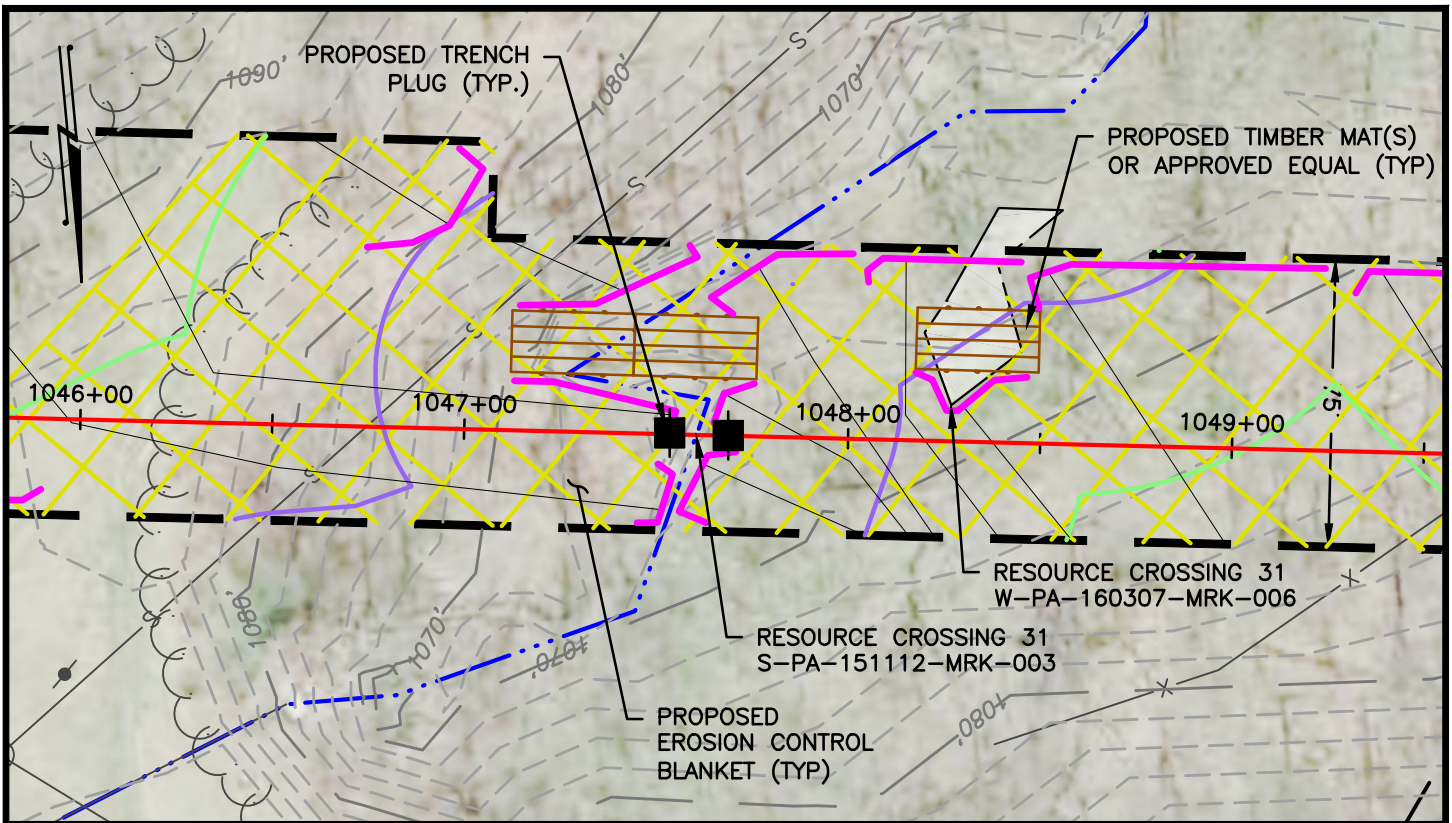 1090'
PROPOSED TRENCH
PLUG (TYP.)
1080'
S
1070'
PROPOSED TIMBER MAT(S)
OR APPROVED EQUAL (TYP)
S
S
1046+00
1047+00
1048+00
1049+00
75'
S
S
1080'
1070'
1070'
RESOURCE CROSSING 31
W-PA-160307-MRK-006
X
RESOURCE CROSSING 31
S-PA-151112-MRK-003
X
1080'
PROPOSED
EROSION CONTROL
BLANKET (TYP)